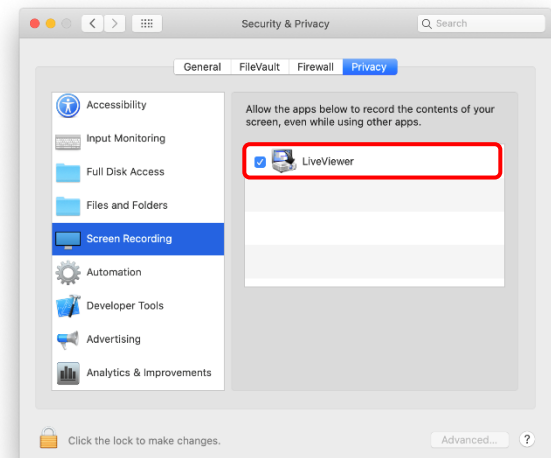 Security & Privacy
Search
General FileVault Firewall Privacy
Accessibility
Input Monitoring
Full Disk Access
Files and Folders
Screen Recording
Automation
Developer Tools
Advertising
Analytics & Improvements
Allow the apps below to record the contents of your
screen, even while using other apps.
LiveViewer
Click the lock to make changes.
Advanced...
?